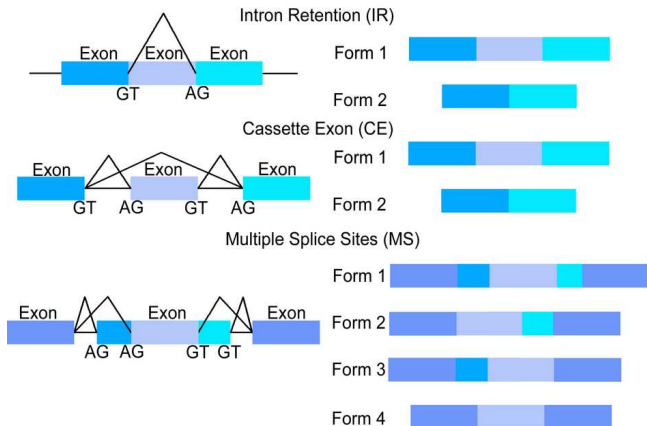 Intron Retention (IR)
Exon Exon Exon
GT AG
Form 1
Form 2
Cassette Exon (CE)
Exon Exon Exon
GT AG GT AG
Form 1
Form 2
Multiple Splice Sites (MS)
Exon Exon Exon
AG AG GT GT
Form 1
Form 2
Form 3
Form 4